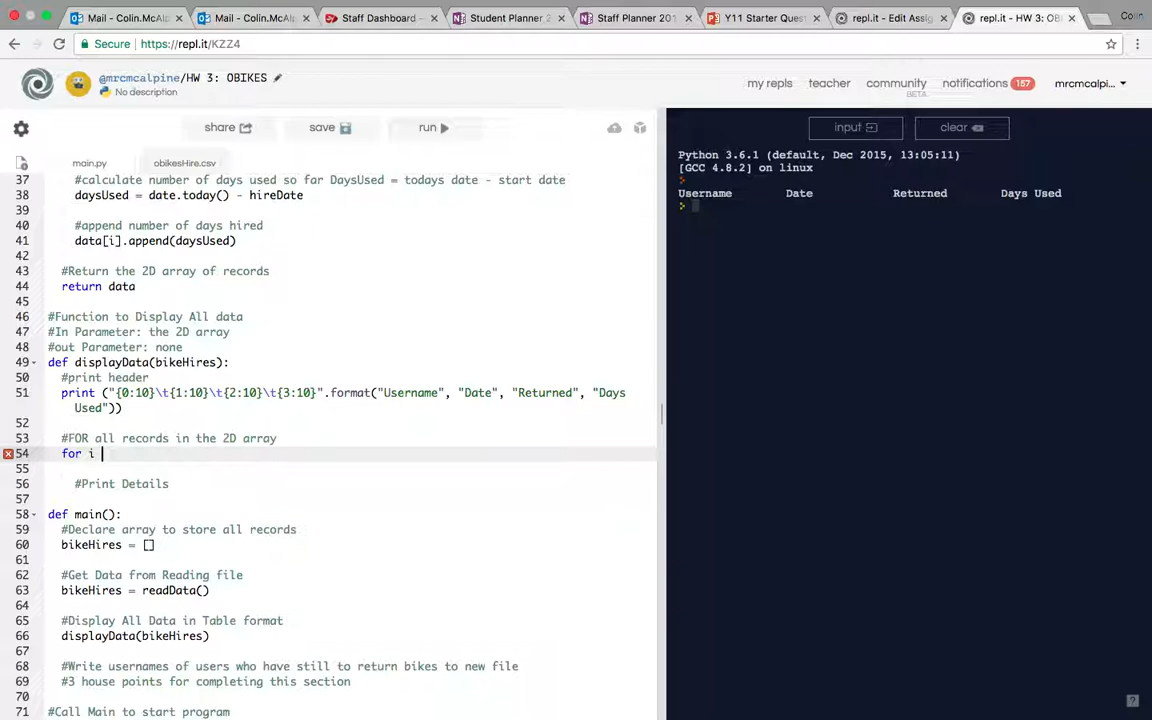 Mail - Colin.McAlp
Mail - Colin.McAl
Staff Dashboard -
Student Planner 2
Staff Planner 201
Y11 Starter Quest
repl.it - Edit Assig
repl.it - HW 3: OBI
Colin
Secure
https://repl.it/KZZ4
@mrcmcalpine/HW 3: OBIKES
No description
my repls
teacher
community
BETA
notifications 157
mrcmcalpi...
share
save
run
input
clear
main.py
obikesHire.csv
37 #calculate number of days used so far DaysUsed = todays date - start date
38 daysUsed = date.today() - hireDate
39
40 #append number of days hired
41 data[i].append(daysUsed)
42
43 #Return the 2D array of records
44 return data
45
46 #Function to Display All data
47 #In Parameter: the 2D array
48 #out Parameter: none
49 def displayData(bikeHires):
50 #print header
51 print ("{0:10}\t{1:10}\t{2:10}\t{3:10}".format("Username", "Date", "Returned", "Days
Used"))
52
53 #FOR all records in the 2D array
54 for i
55
56 #Print Details
57
58 def main():
59 #Declare array to store all records
60 bikeHires = []
61
62 #Get Data from Reading file
63 bikeHires = readData()
64
65 #Display All Data in Table format
66 displayData(bikeHires)
67
68 #Write usernames of users who have still to return bikes to new file
69 #3 house points for completing this section
70
71 #Call Main to start program
Python 3.6.1 (default, Dec 2015, 13:05:11)
[GCC 4.8.2] on linux
Username Date Returned Days Used
?